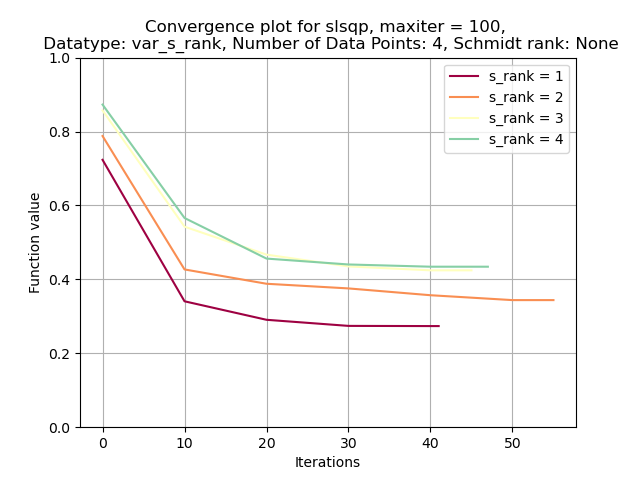 Convergence plot for slsqp, maxiter = 100,
Datatype: var_s_rank, Number of Data Points: 4, Schmidt rank: None
1.0
0.8
0.6
0.4
0.2
0.0
Function value
s_rank = 1
s_rank = 2
s_rank = 3
s_rank = 4
0 10 20 30 40 50
Iterations